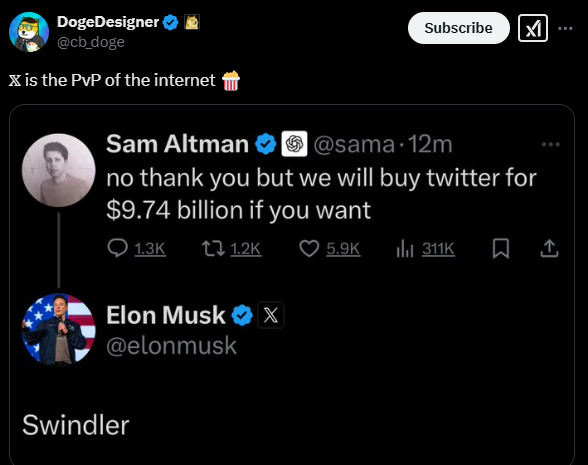 DogeDesigner
@cb_doge
Subscribe
𝕏 is the PvP of the internet 🍿
Sam Altman @sama · 12m
no thank you but we will buy twitter for
$9.74 billion if you want
1.3K 1.2K 5.9K 311K
Elon Musk X
@elonmusk
Swindler